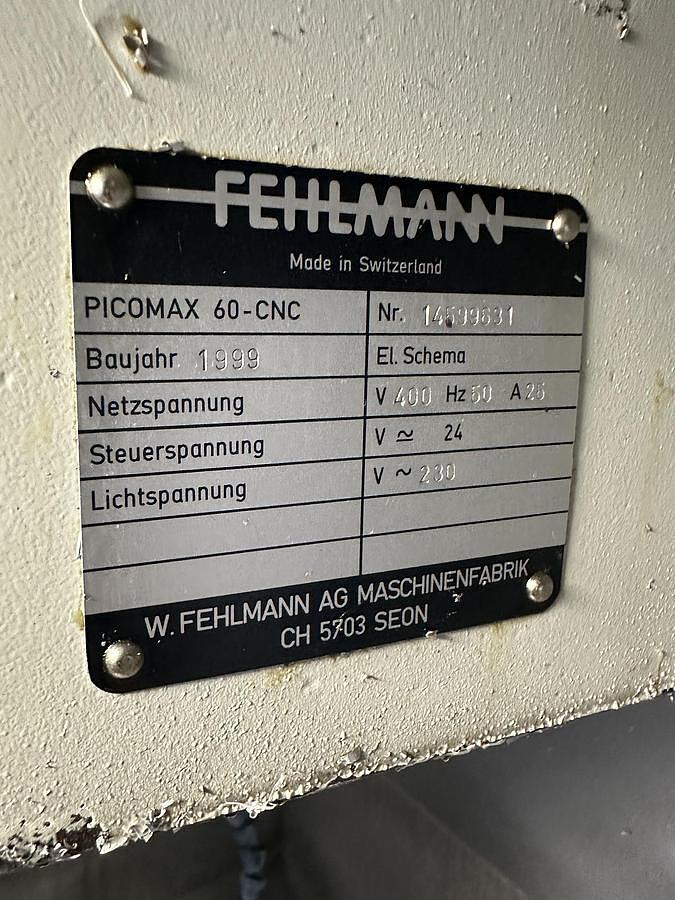 FEHLMANN
Made in Switzerland
PICOMAX 60-CNC Nr. 14599631
Baujahr 1999 El. Schema
Netzspannung V 400 Hz 50 A 25
Steuerspannung V ≃ 24
Lichtspannung V ~ 230
W. FEHLMANN AG MASCHINENFABRIK
CH 5703 SEON